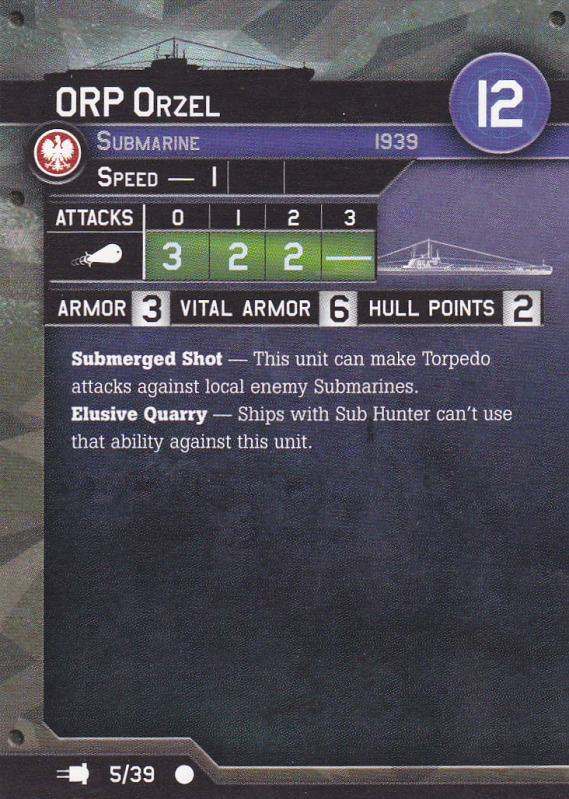 ORP Orzel
12
Submarine 1939
Speed — 1
ATTACKS 0 1 2 3
3 2 2 —
ARMOR 3 VITAL ARMOR 6 HULL POINTS 2
Submerged Shot — This unit can make Torpedo
attacks against local enemy Submarines.
Elusive Quarry — Ships with Sub Hunter can't use
that ability against this unit.
5/39